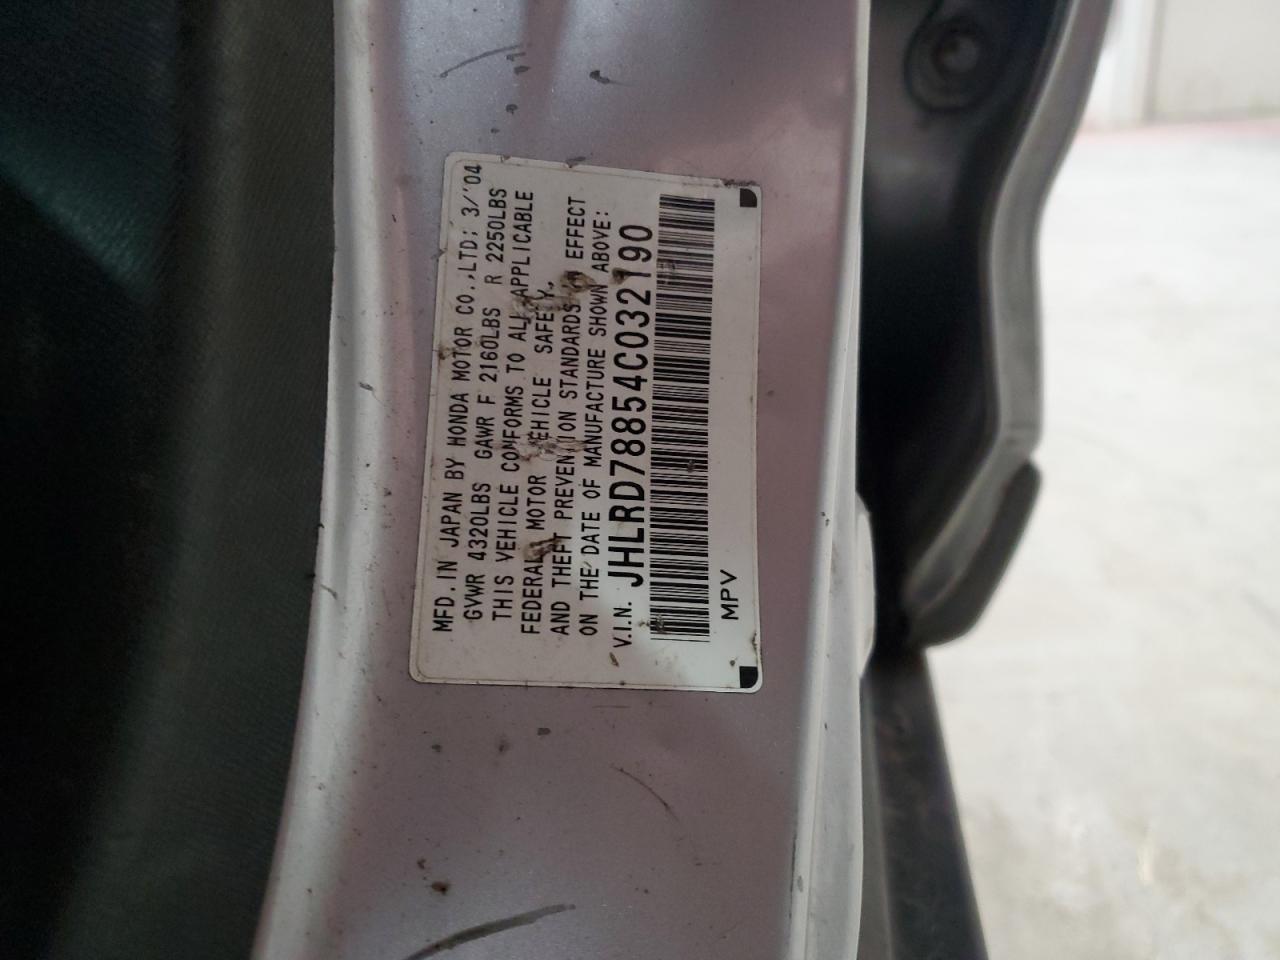 MFD. IN JAPAN BY HONDA MOTOR CO., LTD; 3/'04
GVWR 4320LBS GAWR F 2160LBS R 2250LBS
THIS VEHICLE CONFORMS TO ALL APPLICABLE
FEDERAL MOTOR VEHICLE SAFETY,
AND THEFT PREVENTION STANDARDS IN EFFECT
ON THE DATE OF MANUFACTURE SHOWN ABOVE:
V.I.N. JHLRD78854C032190
MPV